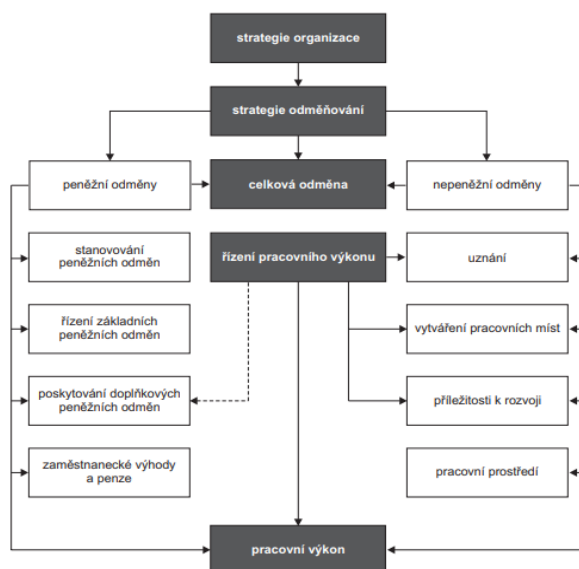 strategie organizace
strategie odměňování
peněžní odměny
celková odměna
nepeněžní odměny
stanovování
peněžních odměn
řízení pracovního výkonu
uznání
řízení základních
peněžních odměn
vytváření pracovních míst
poskytování doplňkových
peněžních odměn
příležitosti k rozvoji
zaměstnanecké výhody
a penze
pracovní prostředí
pracovní výkon